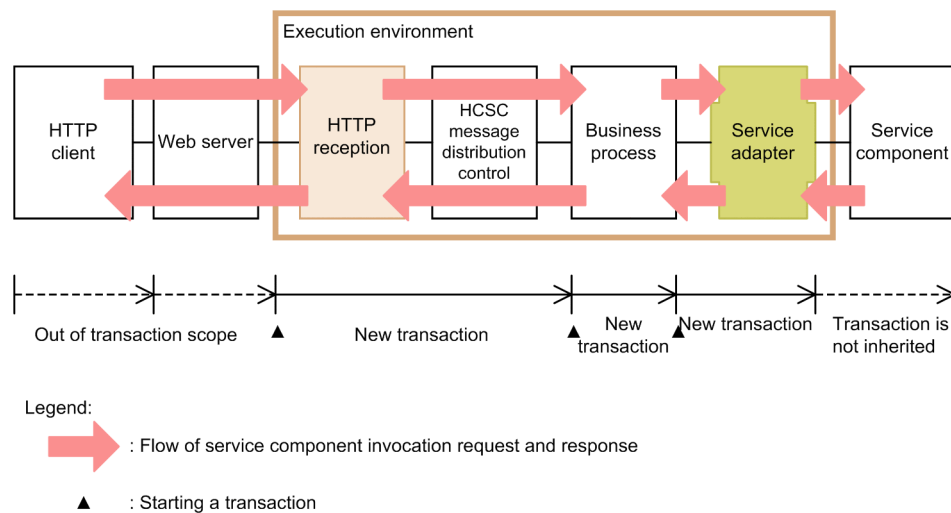 Execution environment
HTTP
client
Web server
HTTP
reception
HCSC
message
distribution
control
Business
process
Service
adapter
Service
component
Out of transaction scope
New transaction
New
transaction
New transaction
Transaction is
not inherited
Legend:
: Flow of service component invocation request and response
: Starting a transaction